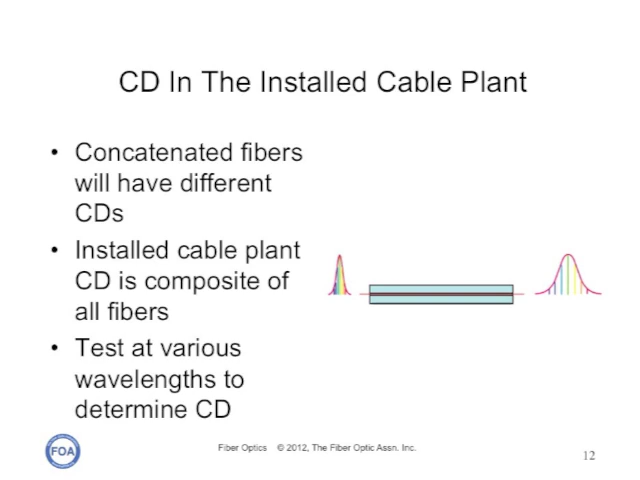 CD In The Installed Cable Plant
• Concatenated fibers
will have different
CDs
• Installed cable plant
CD is composite of
all fibers
• Test at various
wavelengths to
determine CD
FOA
Fiber Optics © 2012, The Fiber Optic Assn. Inc.
12